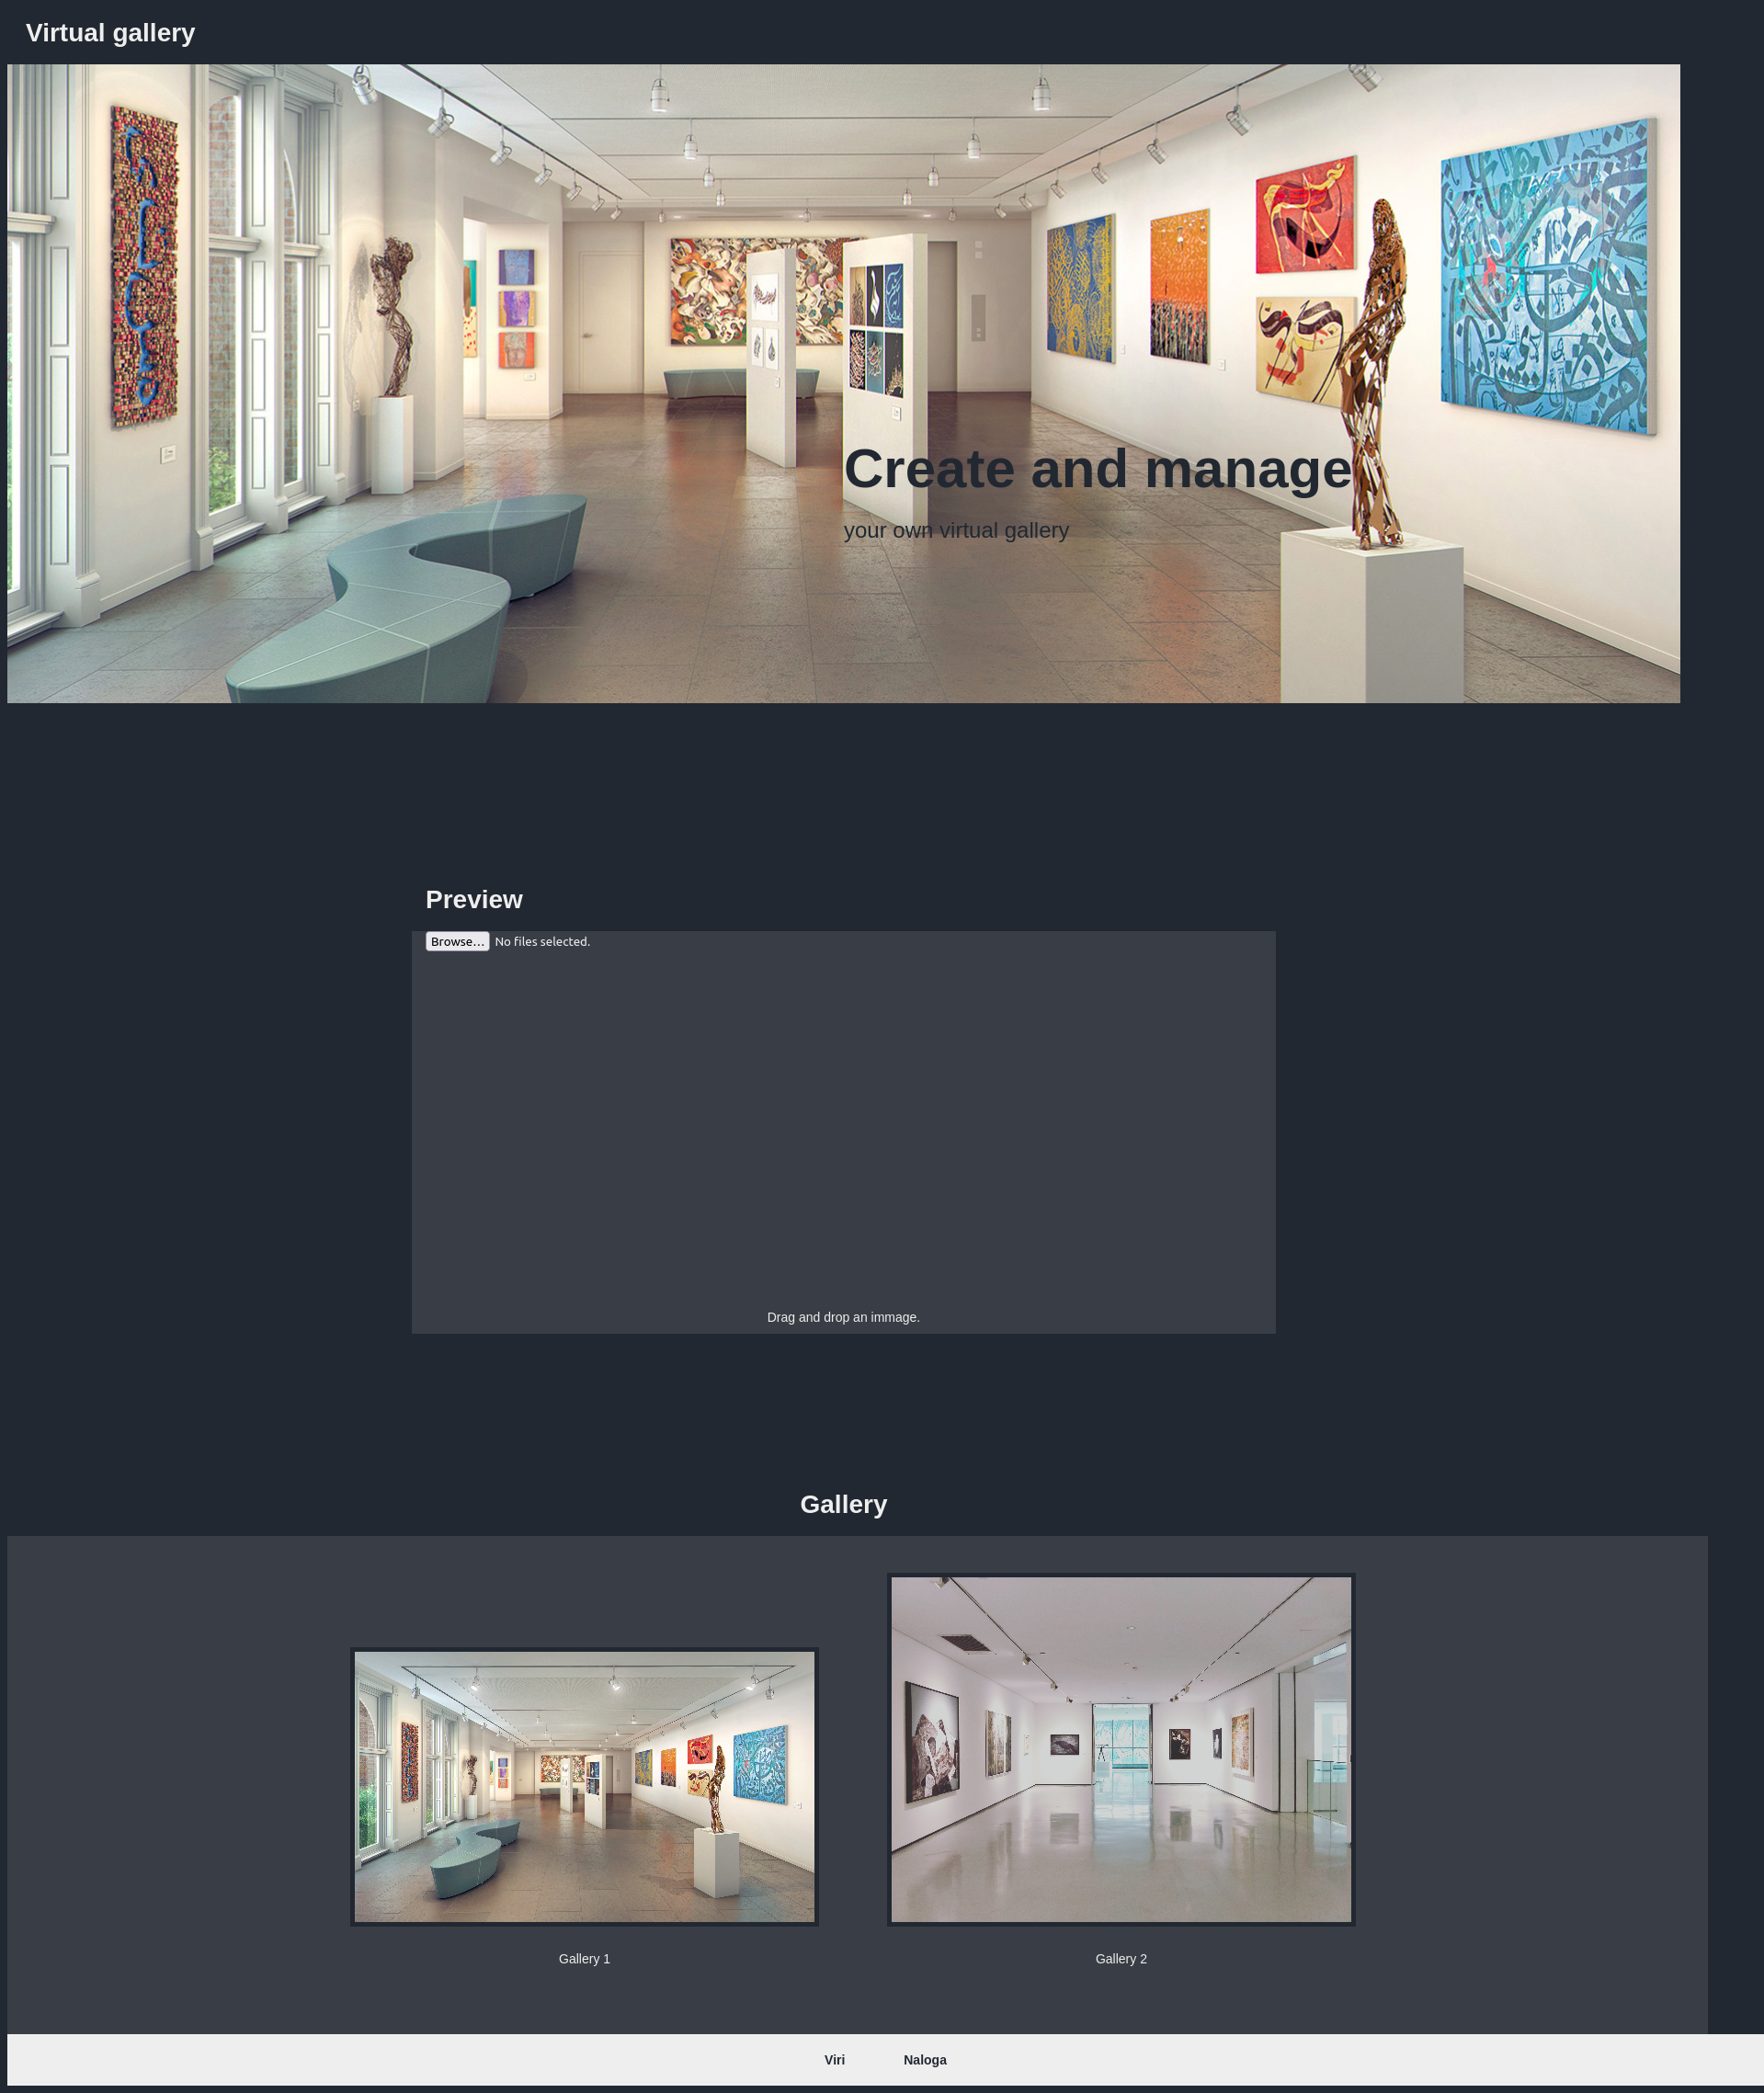 Virtual gallery
Create and manage
your own virtual gallery
Preview
Browse... No files selected.
Drag and drop an immage.
Gallery
Gallery 1
Gallery 2
Viri Naloga